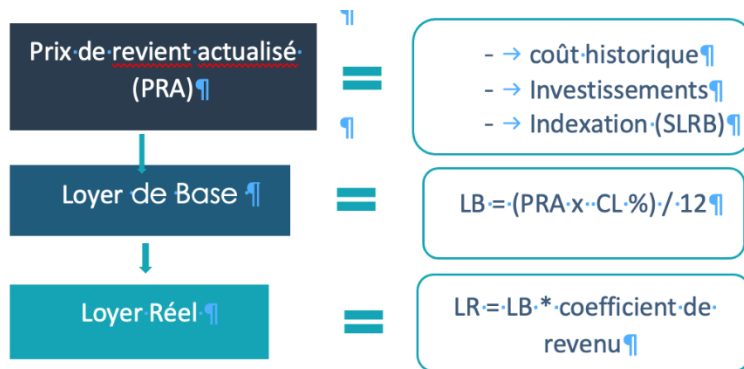 Prix de revient actualisé
(PRA)¶
=
¶
¶
- → coût historique¶
- → Investissements¶
- → Indexation (SLRB)¶
Loyer de Base ¶
=
LB = (PRA x CL %) / 12¶
Loyer Réel ¶
=
LR = LB * coefficient de
revenu¶